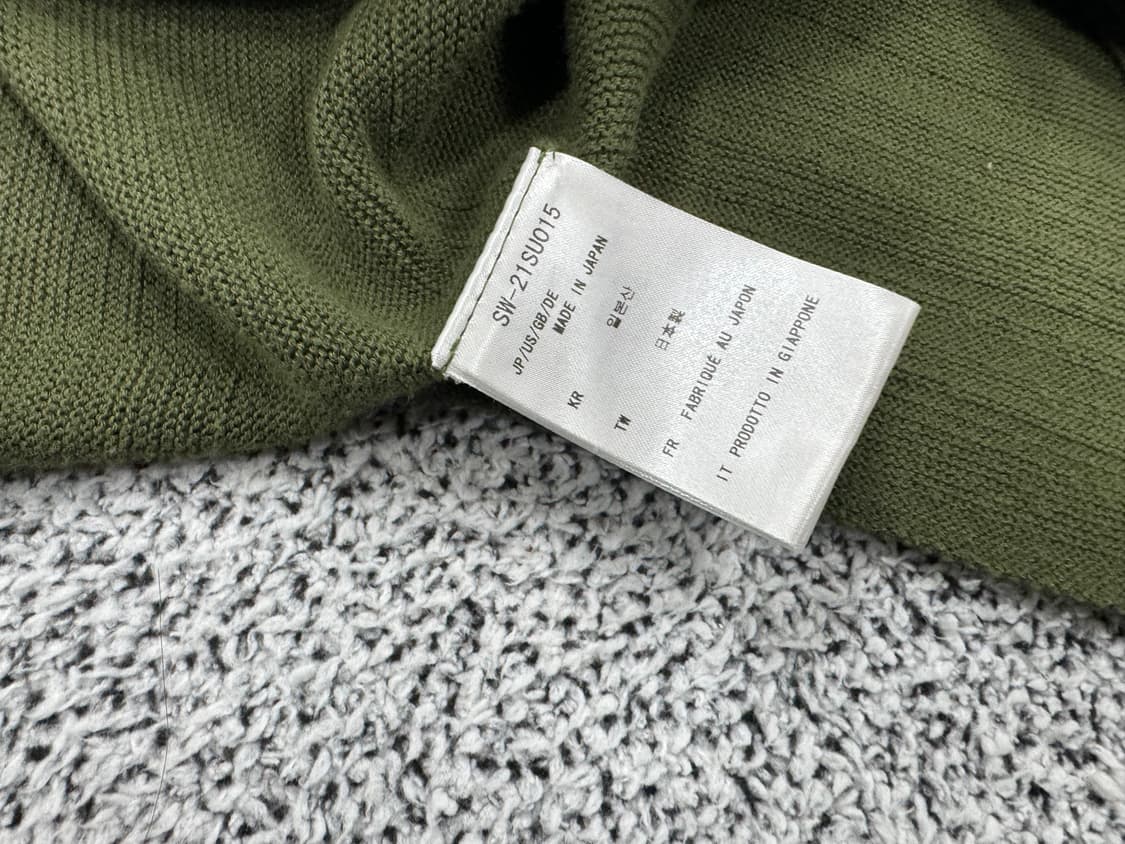 SW-21SU015
JP/US/GB/DE
MADE IN JAPAN
KR 일본산
TW 日本製
FR FABRIQUÉ AU JAPON
IT PRODOTTO IN GIAPPONE